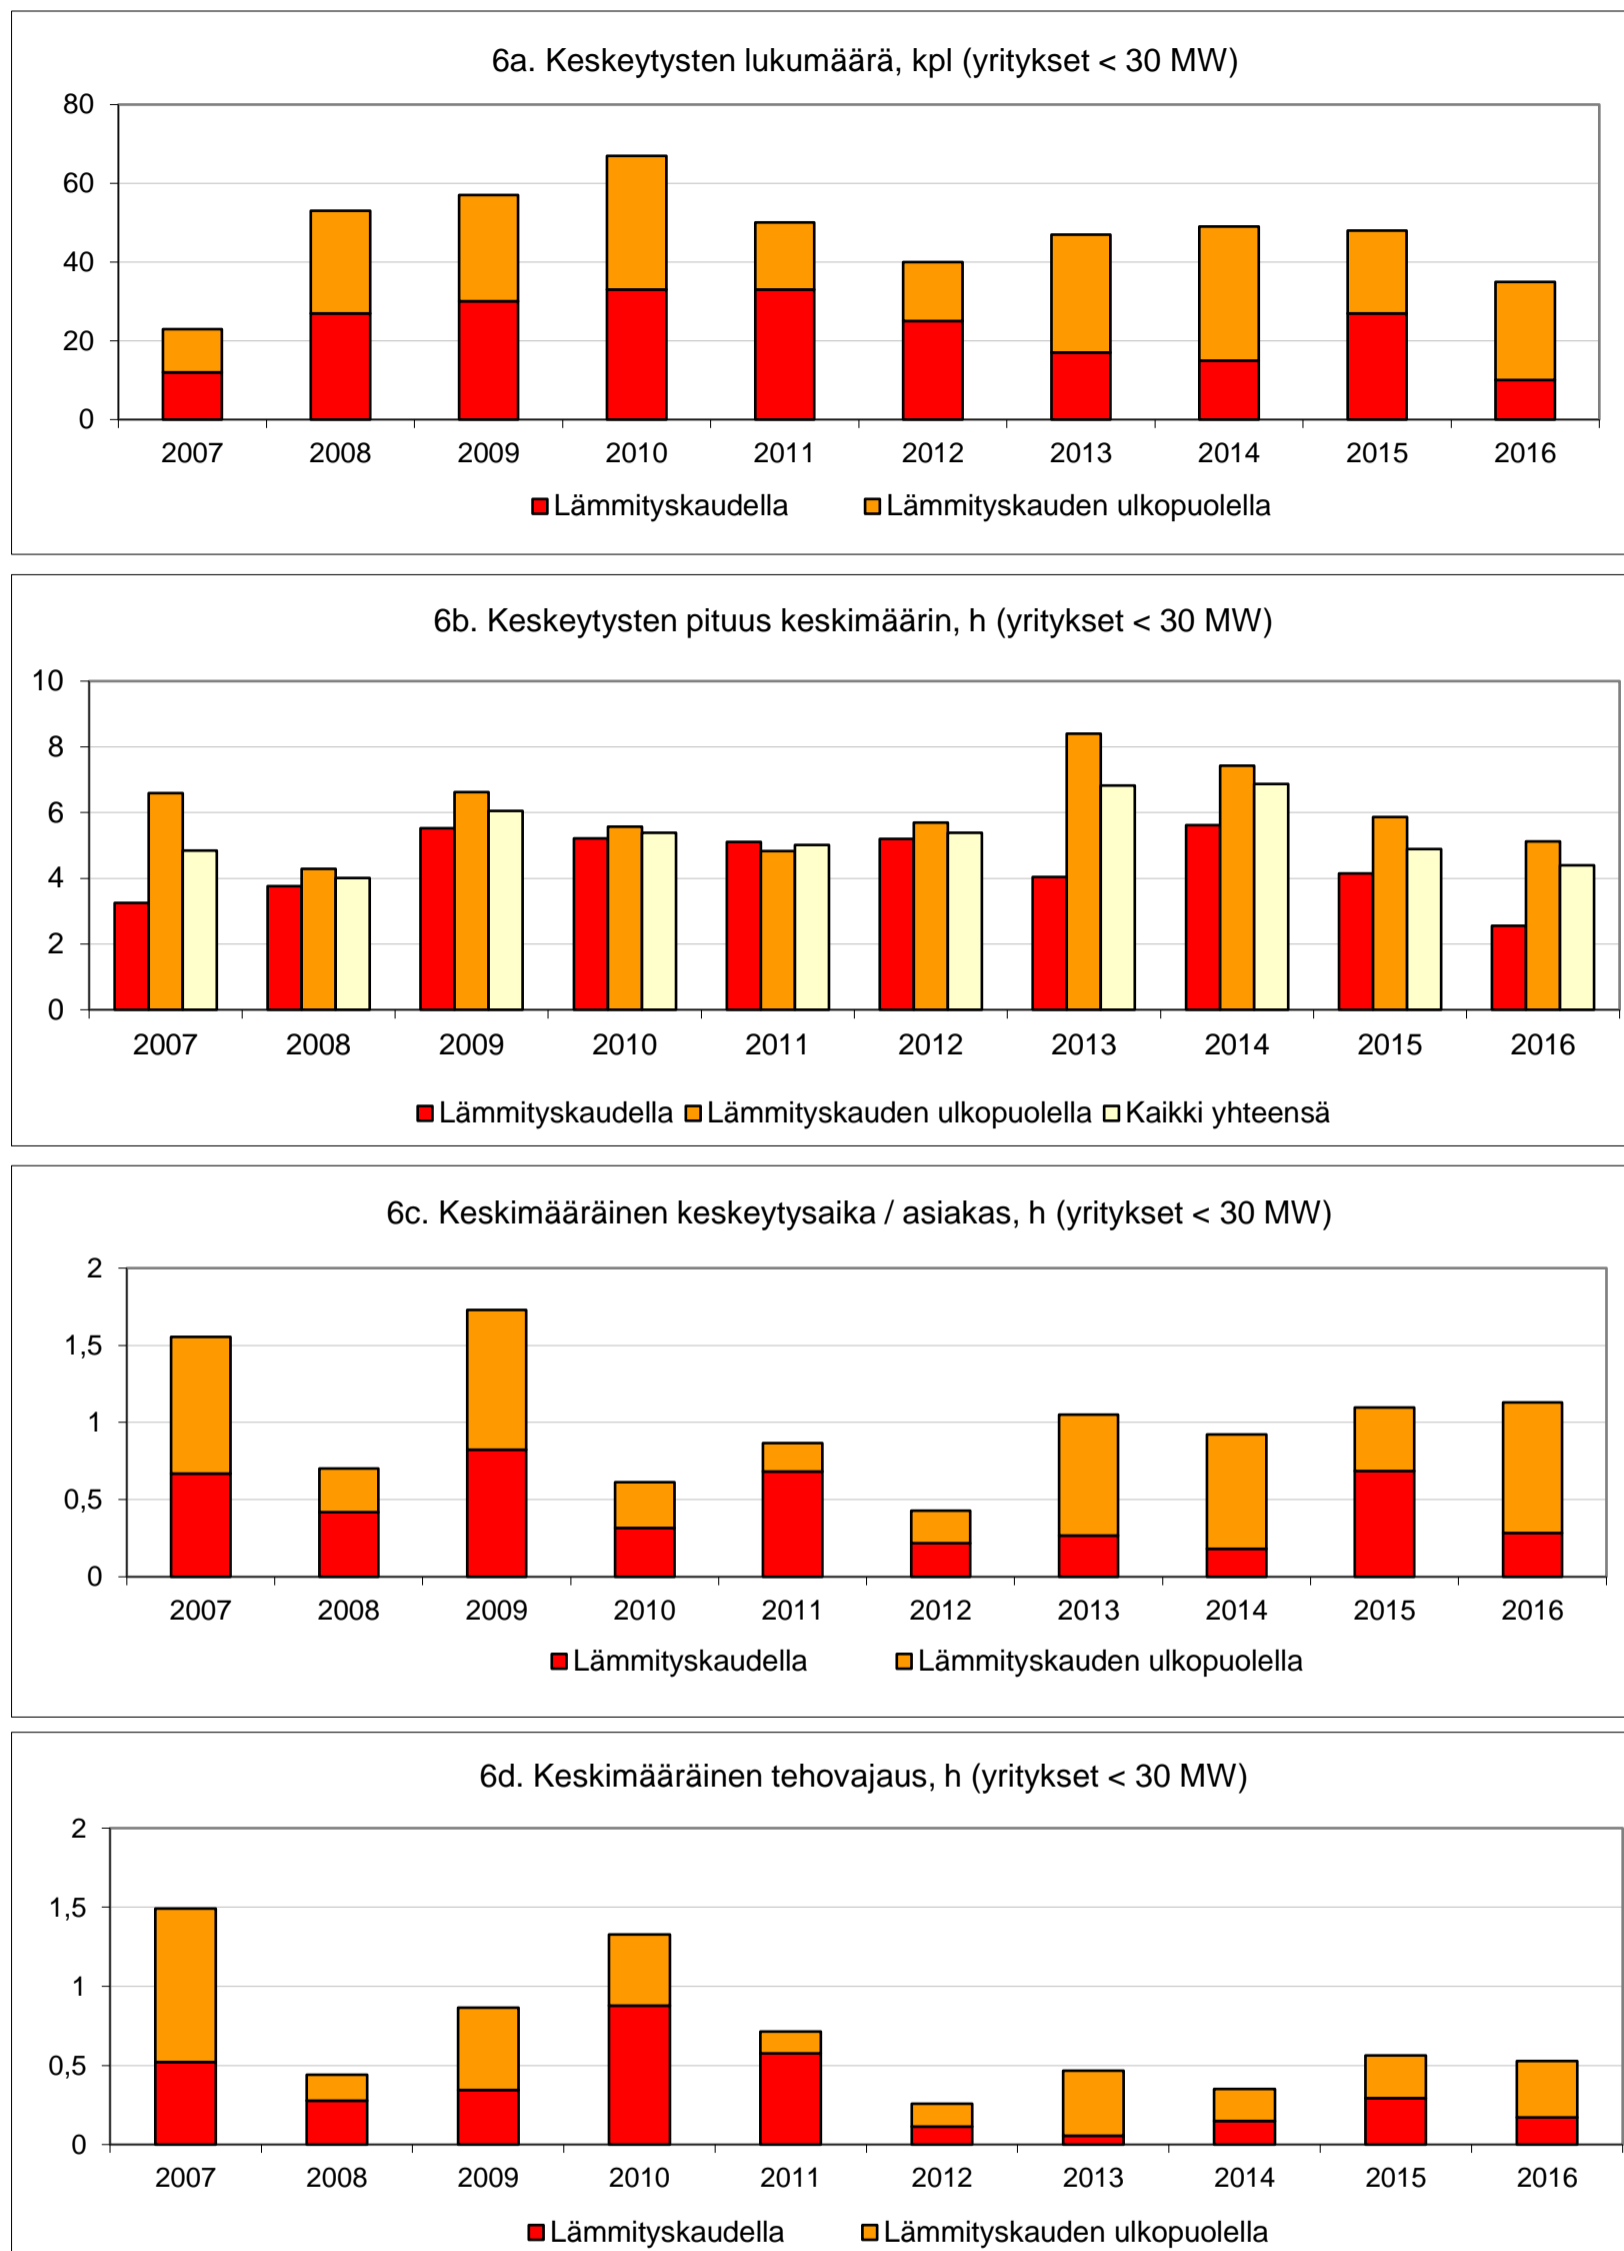 6a. Keskeytysten lukumäärä, kpl (yritykset < 30 MW)
80
60
40
20
0
2007 2008 2009 2010 2011 2012 2013 2014 2015 2016
Lämmityskaudella Lämmityskauden ulkopuolella
6b. Keskeytysten pituus keskimäärin, h (yritykset < 30 MW)
10
8
6
4
2
0
2007 2008 2009 2010 2011 2012 2013 2014 2015 2016
Lämmityskaudella Lämmityskauden ulkopuolella Kaikki yhteensä
6c. Keskimääräinen keskeytysaika / asiakas, h (yritykset < 30 MW)
2
1,5
1
0,5
0
2007 2008 2009 2010 2011 2012 2013 2014 2015 2016
Lämmityskaudella Lämmityskauden ulkopuolella
6d. Keskimääräinen tehovajaus, h (yritykset < 30 MW)
2
1,5
1
0,5
0
2007 2008 2009 2010 2011 2012 2013 2014 2015 2016
Lämmityskaudella Lämmityskauden ulkopuolella